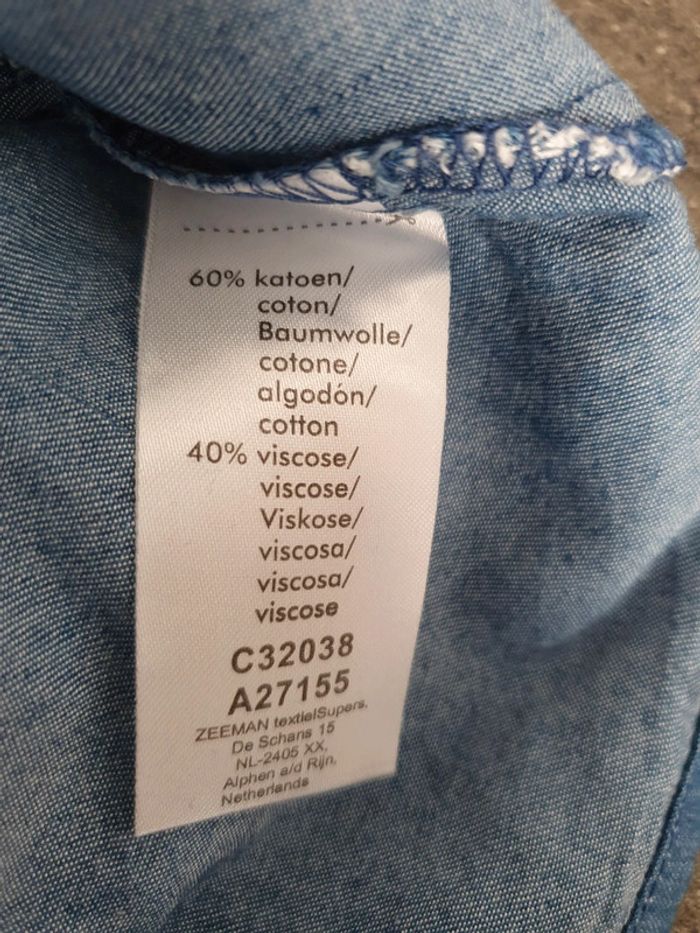 60% katoen/
coton/
Baumwolle/
cotone/
algodón/
cotton
40% viscose/
viscose/
Viskose/
viscosa/
viscosa/
viscose
C32038
A27155
ZEEMAN textielSupers,
De Schans 15
NL-2405 XX,
Alphen a/d Rijn,
Netherlands